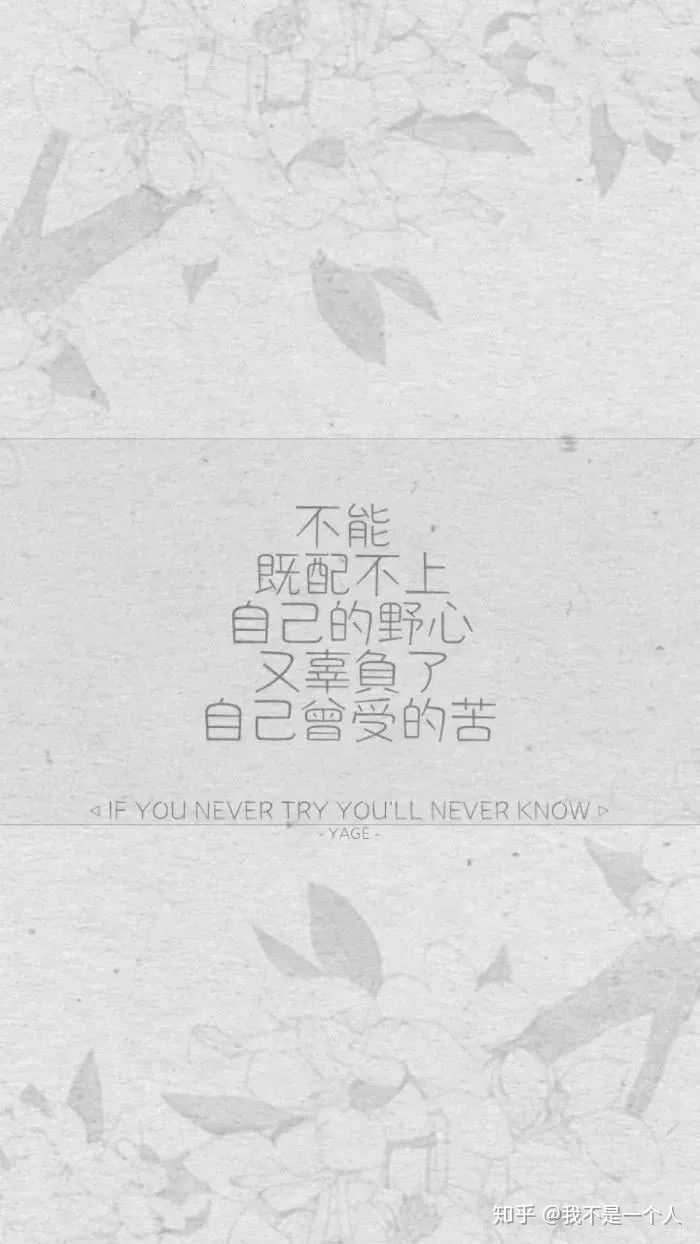 不能
既配不上
自己的野心
又辜負了
自己曾受的苦
◁ IF YOU NEVER TRY YOU'LL NEVER KNOW ▷
- YAGE -
知乎 @我不是一个人